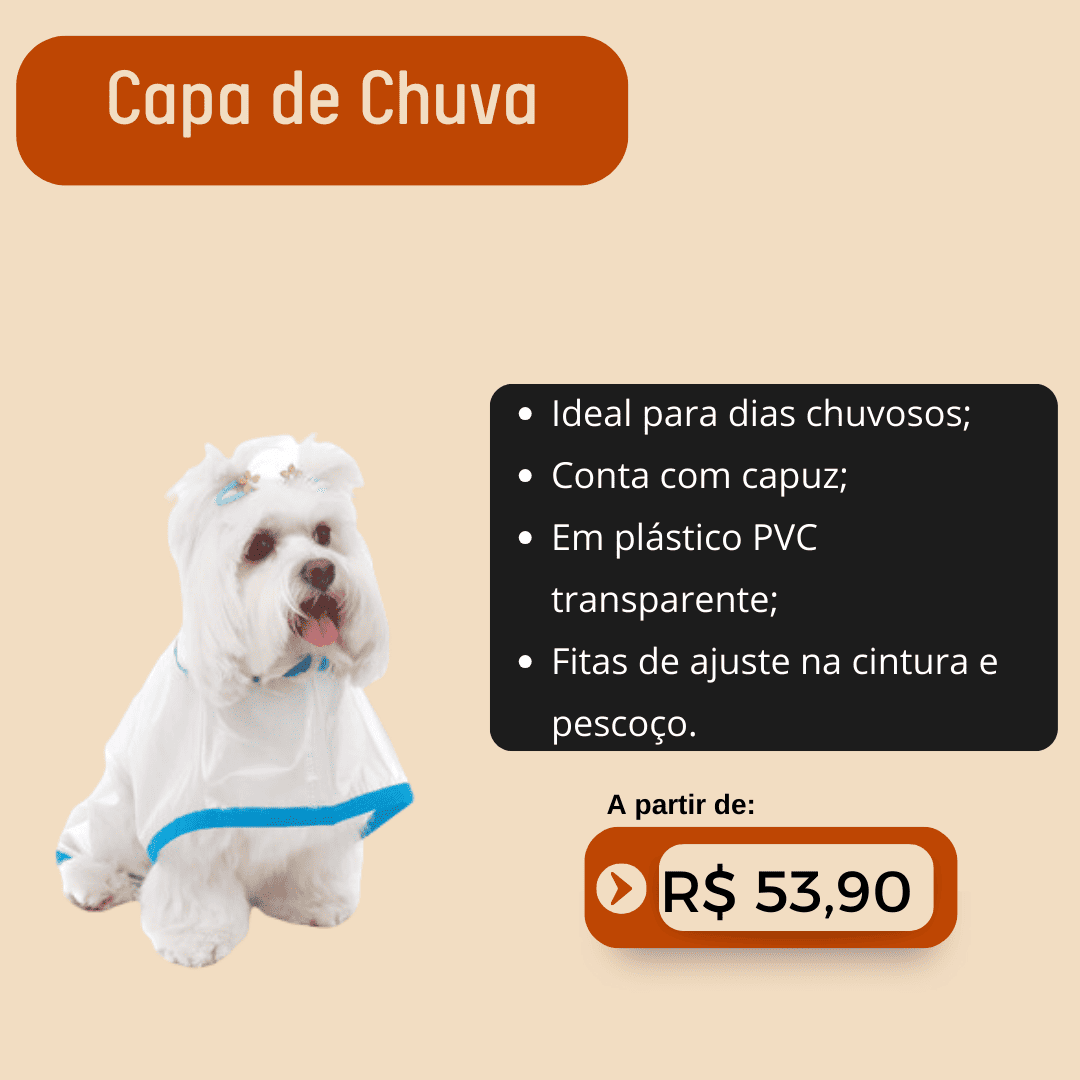 Capa de Chuva
Ideal para dias chuvosos;
Conta com capuz;
Em plástico PVC
transparente;
Fitas de ajuste na cintura e
pescoço.
A partir de:
R$ 53,90